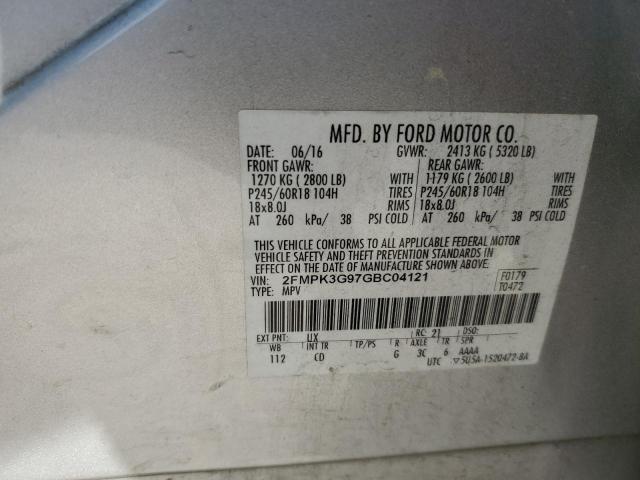 MFD. BY FORD MOTOR CO.
DATE: 06/16 GVWR: 2413 KG ( 5320 LB)
FRONT GAWR: REAR GAWR:
1270 KG ( 2800 LB) WITH 1179 KG ( 2600 LB) WITH
P245/60R18 104H TIRES P245/60R18 104H TIRES
18x8.0J RIMS 18x8.0J RIMS
AT 260 kPa/ 38 PSI COLD AT 260 kPa/ 38 PSI COLD
THIS VEHICLE CONFORMS TO ALL APPLICABLE FEDERAL MOTOR
VEHICLE SAFETY AND THEFT PREVENTION STANDARDS IN
EFFECT ON THE DATE OF MANUFACTURE SHOWN ABOVE.
VIN: 2FMPK3G97GBC04121 F0179
TYPE: MPV T0472
EXT PNT: UX RC: 21 DSO:
WB INT TR TP/PS R AXLE TR SPR
112 CD G 3C 6 AAAA
UTC 5U5A-1520472-BA